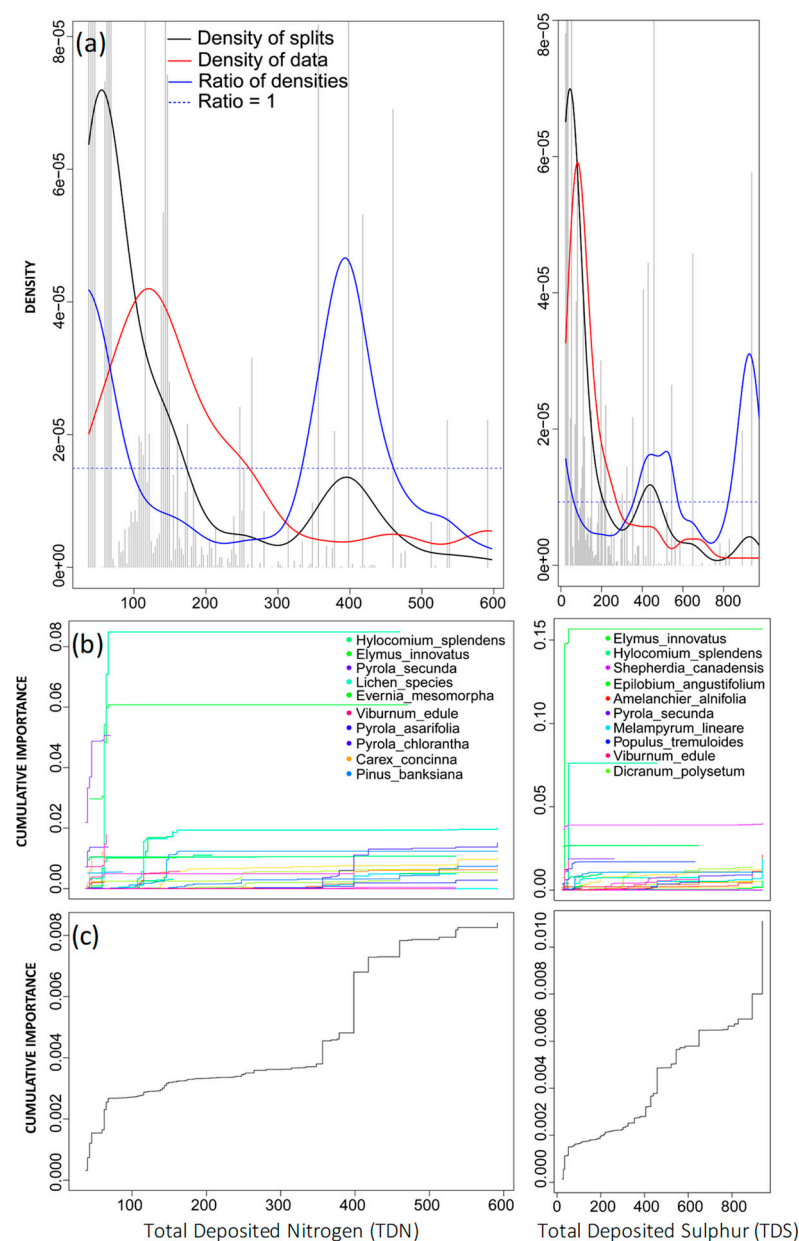 (a)
Density of splits
Density of data
Ratio of densities
Ratio = 1
DENSITY
8e−05
6e−05
4e−05
2e−05
0e+00
100 200 300 400 500 600
8e−05
6e−05
4e−05
2e−05
0e+00
0 200 400 600 800
(b)
Hylocomium_splendens
Elymus_innovatus
Pyrola_secunda
Lichen_species
Evernia_mesomorpha
Viburnum_edule
Pyrola_asarifolia
Pyrola_chlorantha
Carex_concinna
Pinus_banksiana
CUMULATIVE IMPORTANCE
0.08
0.06
0.04
0.02
0.00
Elymus_innovatus
Hylocomium_splendens
Shepherdia_canadensis
Epilobium_angustifolium
Amelanchier_alnifolia
Pyrola_secunda
Melampyrum_lineare
Populus_tremuloides
Viburnum_edule
Dicranum_polysetum
0.15
0.10
0.05
0.00
(c)
CUMULATIVE IMPORTANCE
0.008
0.006
0.004
0.002
0.000
100 200 300 400 500 600
Total Deposited Nitrogen (TDN)
0.010
0.008
0.006
0.004
0.002
0.000
0 200 400 600 800
Total Deposited Sulphur (TDS)